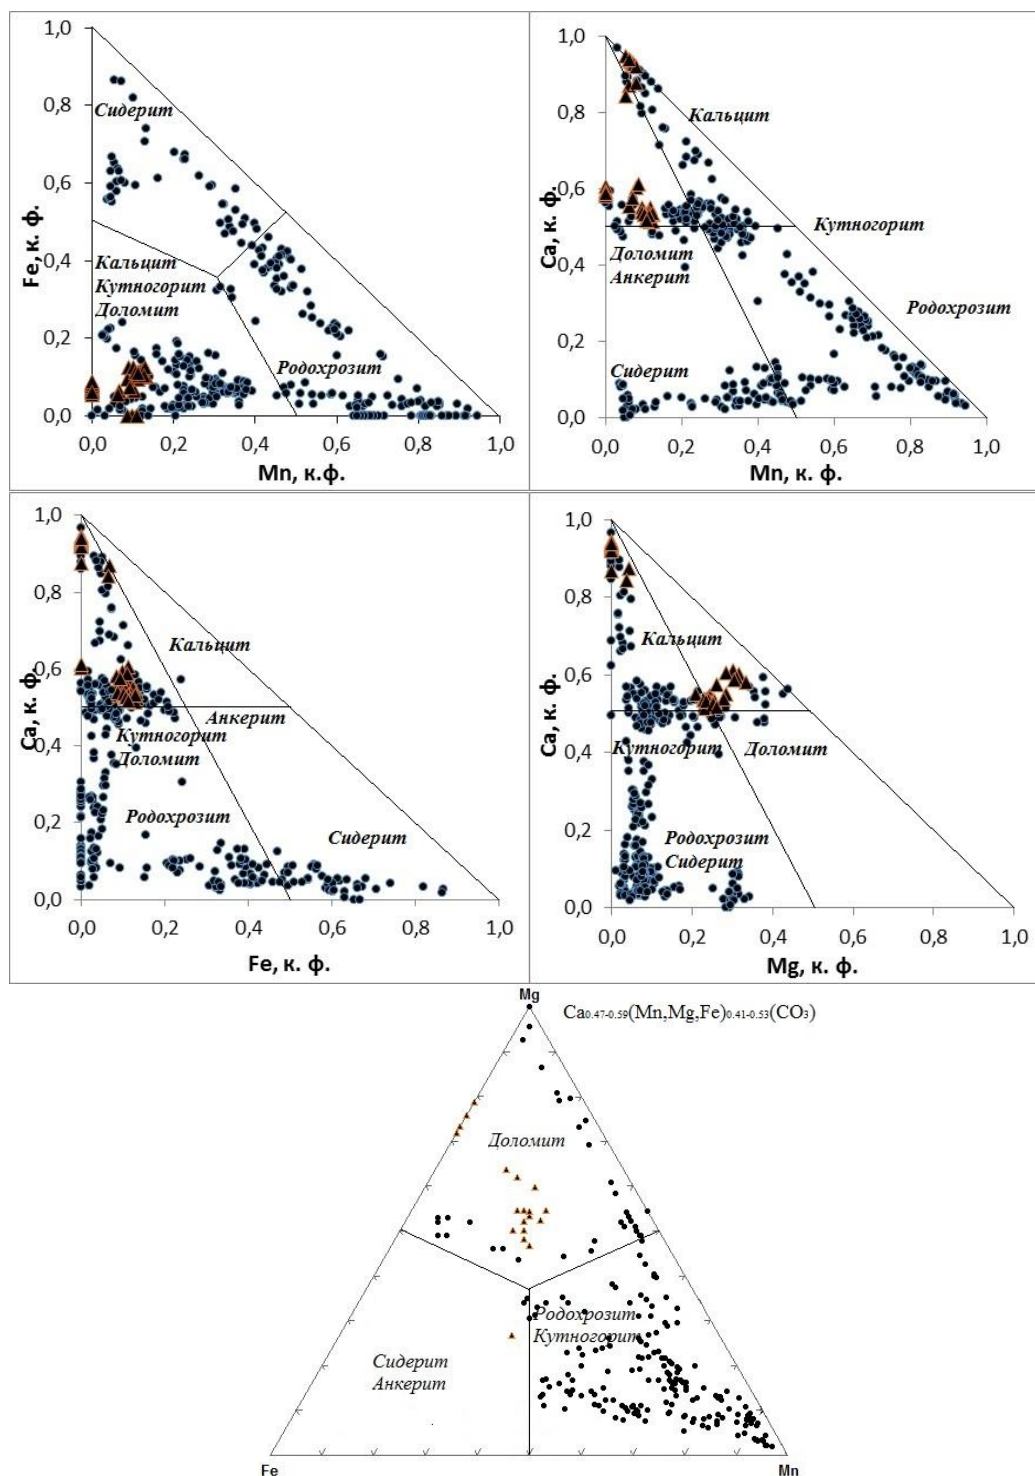 1,0
0,8
0,6
0,4
0,2
0,0
Fe, к. ф.
Сидерит
Кальцит
Кутногорит
Доломит
Родохрозит
0,0 0,2 0,4 0,6 0,8 1,0
Mn, к.ф.
1,0
0,8
0,6
0,4
0,2
0,0
Ca, к. ф.
Кальцит
Кутногорит
Доломит
Анкерит
Родохрозит
Сидерит
0,0 0,2 0,4 0,6 0,8 1,0
Mn, к. ф.
1,0
0,8
0,6
0,4
0,2
0,0
Ca, к. ф.
Кальцит
Анкерит
Кутногорит
Доломит
Родохрозит
Сидерит
0,0 0,2 0,4 0,6 0,8 1,0
Fe, к. ф.
1,0
0,8
0,6
0,4
0,2
0,0
Ca, к. ф.
Кальцит
Кутногорит
Доломит
Родохрозит
Сидерит
0,0 0,2 0,4 0,6 0,8 1,0
Mg, к. ф.
Mg
Ca0.47-0.59(Mn,Mg,Fe)0.41-0.53(CO3)
Доломит
Родохрозит
Кутногорит
Сидерит
Анкерит
Fe
Mn